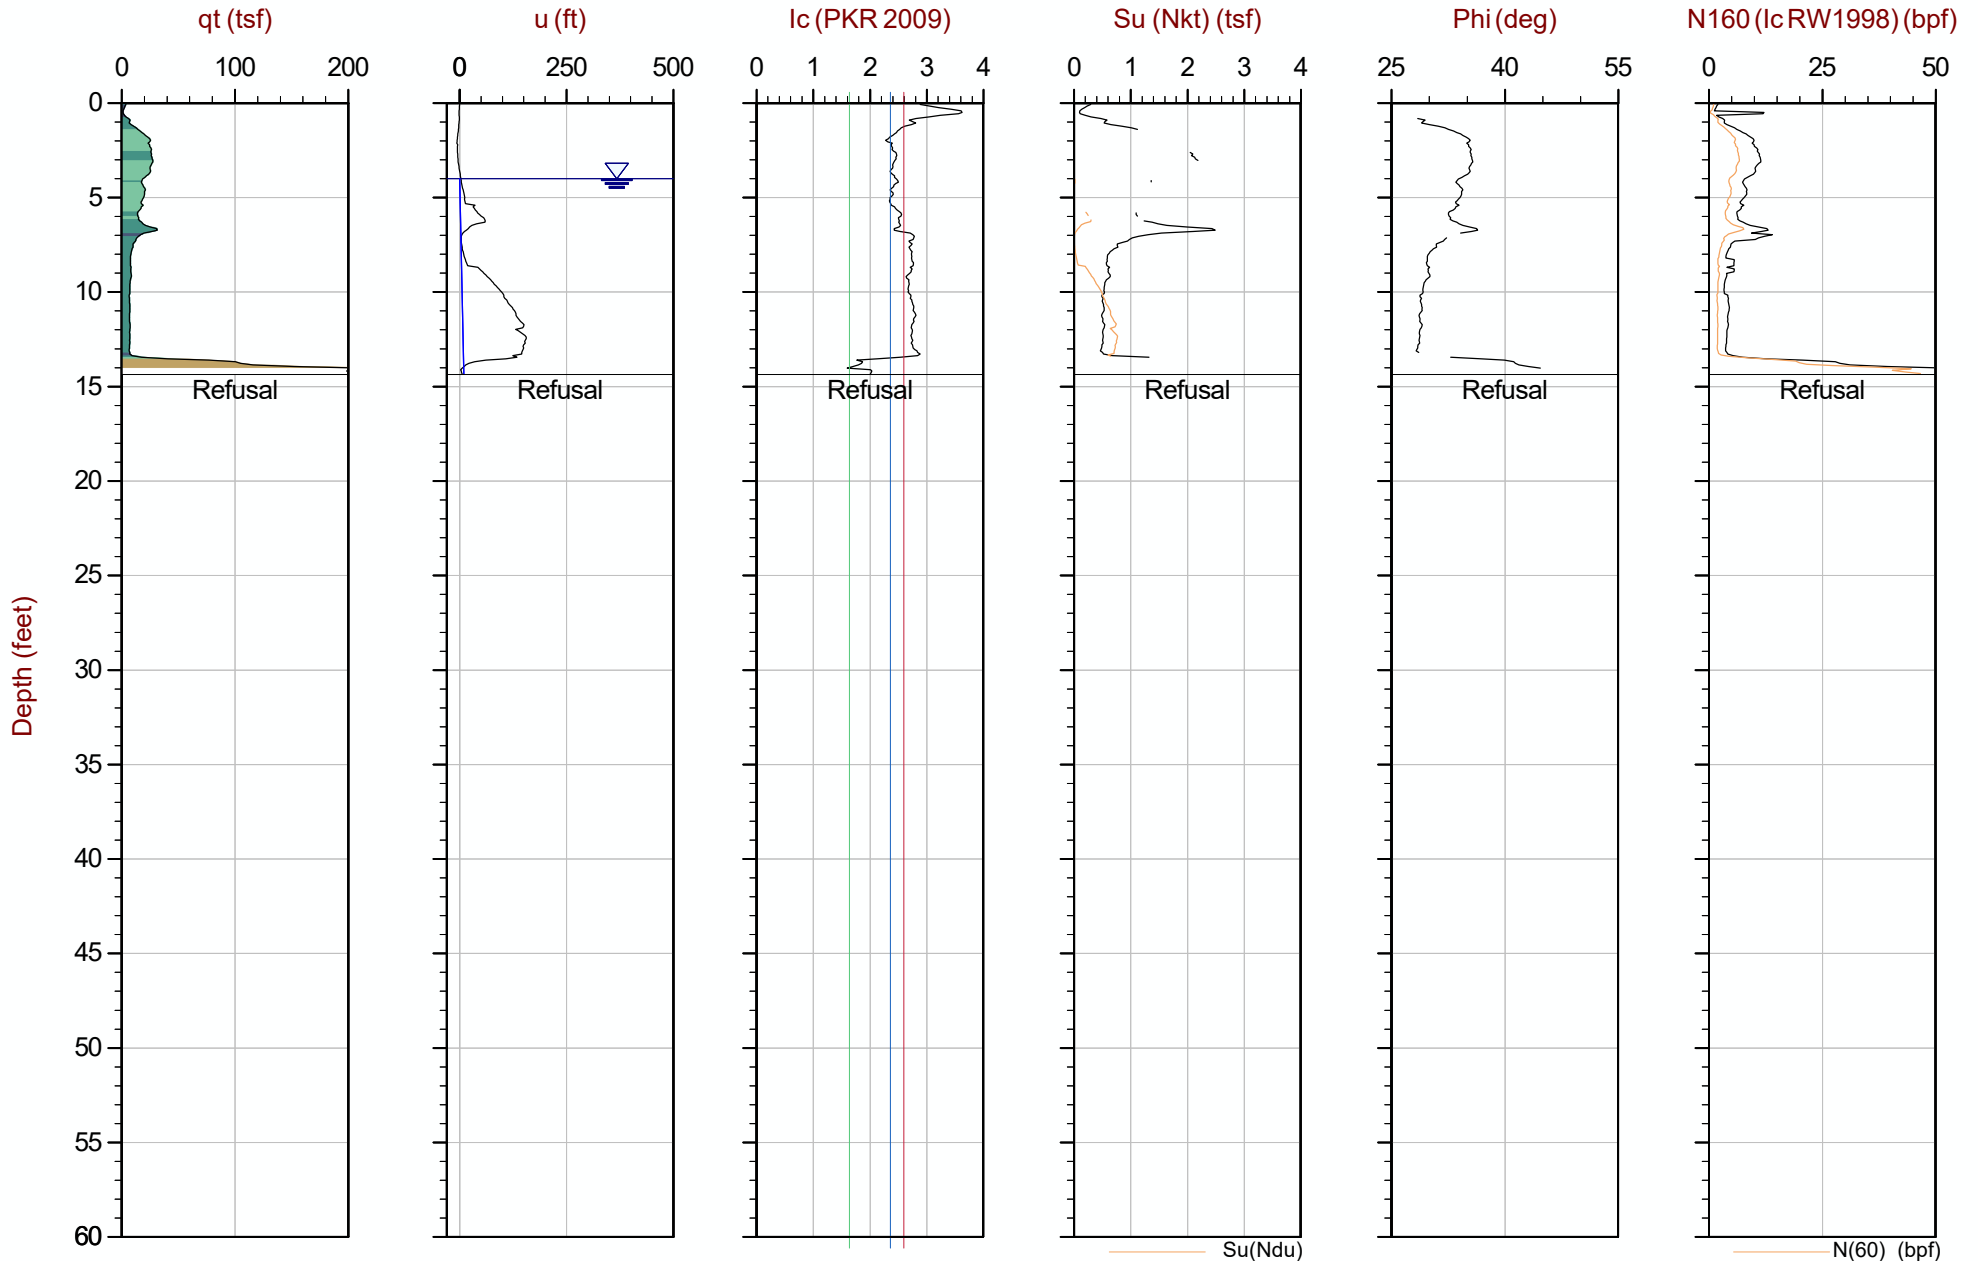 qt (tsf) u (ft) Ic (PKR 2009) Su (Nkt) (tsf) Phi (deg) N160 (Ic RW1998) (bpf)
0 100 200 0 250 500 0 1 2 3 4 0 1 2 3 4 25 40 55 0 25 50
0
5
10
15
Refusal Refusal Refusal Refusal Refusal Refusal
20
25
30
Depth (feet)
35
40
45
50
55
60
Su(Ndu) N(60) (bpf)